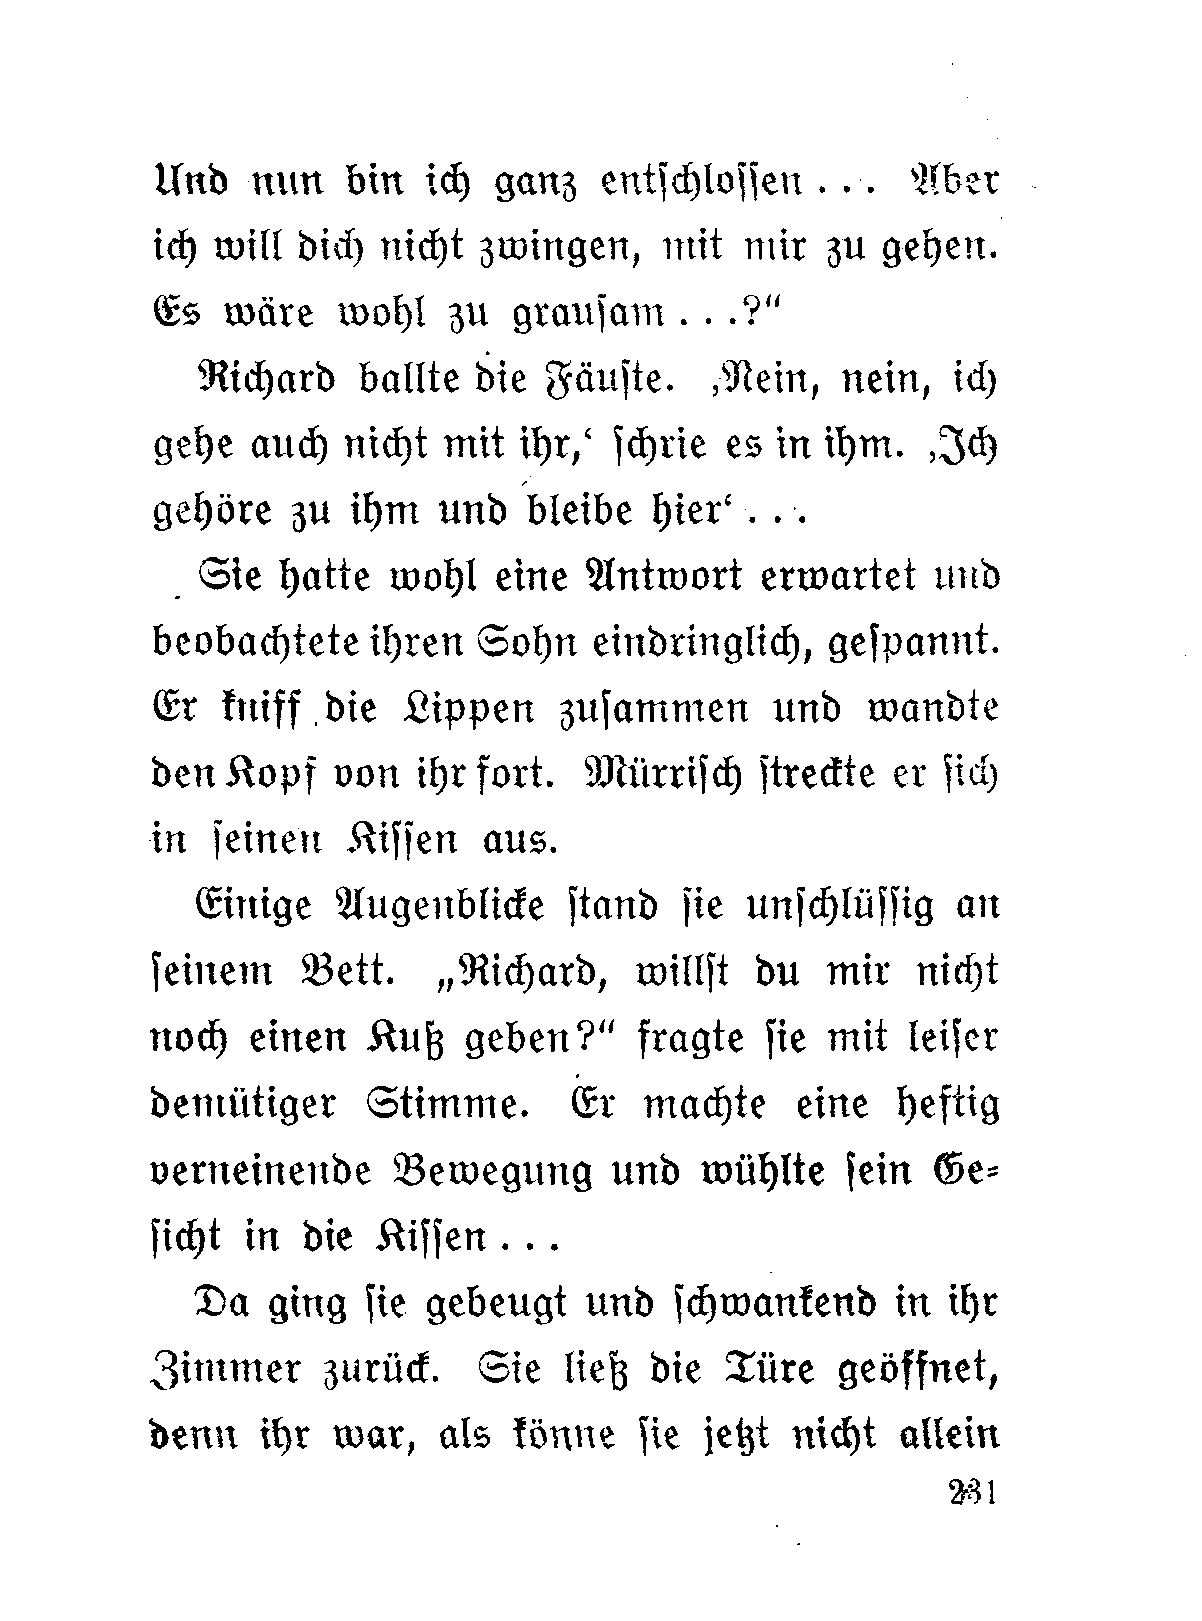 Und nun bin ich ganz entschlossen . . . Aber
ich will dich nicht zwingen, mit mir zu gehen.
Es wäre wohl zu grausam . . .?“
Richard ballte die Fäuste. ‚Nein, nein, ich
gehe auch nicht mit ihr,‘ schrie es in ihm. ‚Ich
gehöre zu ihm und bleibe hier‘ . . .
Sie hatte wohl eine Antwort erwartet und
beobachtete ihren Sohn eindringlich, gespannt.
Er kniff die Lippen zusammen und wandte
den Kopf von ihr fort. Mürrisch streckte er sich
in seinen Kissen aus.
Einige Augenblicke stand sie unschlüssig an
seinem Bett. „Richard, willst du mir nicht
noch einen Kuß geben?“ fragte sie mit leiser
demütiger Stimme. Er machte eine heftig
verneinende Bewegung und wühlte sein Ge-
sicht in die Kissen . . .
Da ging sie gebeugt und schwankend in ihr
Zimmer zurück. Sie ließ die Türe geöffnet,
denn ihr war, als könne sie jetzt nicht allein
231